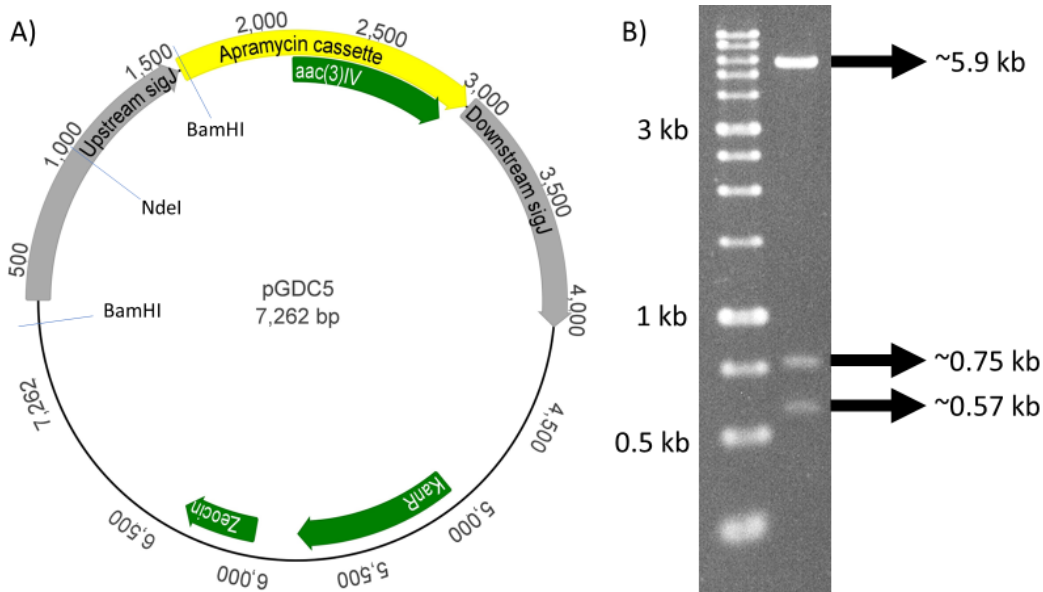 A)
2,000
2,500
Apramycin cassette
aac(3)IV
1,500
3,000
BamHI
Upstream sigJ
Downstream sigJ
1,000
3,500
NdeI
500
pGDC5
7,262 bp
4,000
BamHI
7,262
4,500
KanR
Zeocin
5,000
6,500
6,000
5,500
B)
~5.9 kb
3 kb
1 kb
~0.75 kb
~0.57 kb
0.5 kb